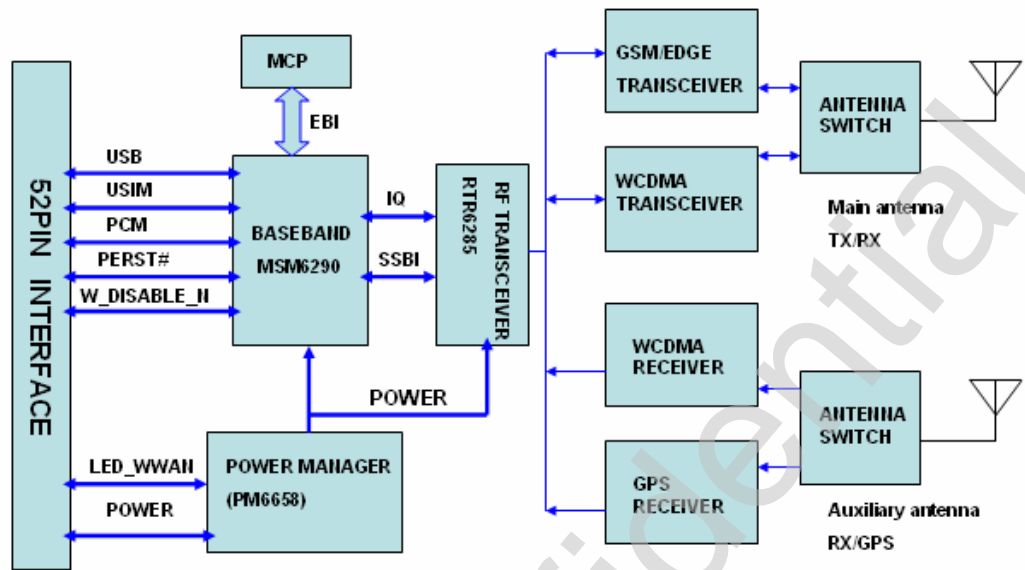 MCP
EBI
52PIN INTERFACE
USB
USIM
PCM
PERST#
W_DISABLE_N
LED_WWAN
POWER
BASEBAND
MSM6290
IQ
SSBI
RF TRANSCEIVER
RTR6285
POWER
POWER MANAGER
(PM6658)
GSM/EDGE
TRANSCEIVER
WCDMA
TRANSCEIVER
ANTENNA
SWITCH
Main antenna
TX/RX
WCDMA
RECEIVER
GPS
RECEIVER
ANTENNA
SWITCH
Auxiliary antenna
RX/GPS
fidential